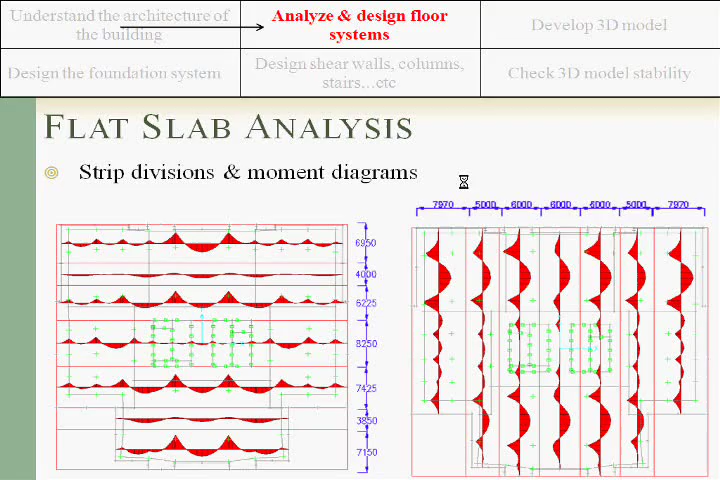 Understand the architecture of
the building
Analyze & design floor
systems
Develop 3D model
Design the foundation system
Design shear walls, columns,
stairs...etc
Check 3D model stability
FLAT SLAB ANALYSIS
Strip divisions & moment diagrams
7970 5000 6000 6000 6000 5000 7970
6950
4000
6225
8250
7425
3850
7150